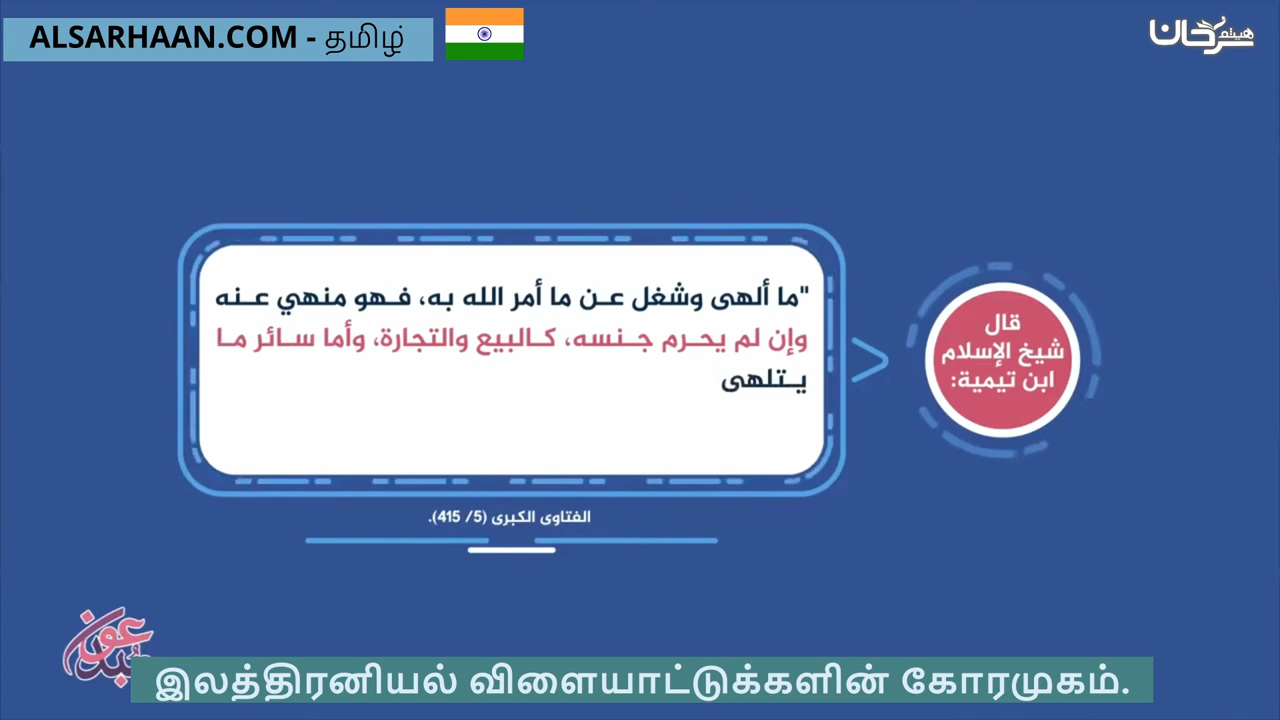 ALSARHAAN.COM - தமிழ்
هيثم سرحان
قال
شيخ الإسلام
ابن تيمية:
"ما ألهى وشغل عن ما أمر الله به، فهو منهي عنه
وإن لم يحرم جنسه، كالبيع والتجارة، وأما سائر ما
يتلهى
الفتاوى الكبرى (5/ 415).
இலத்திரனியல் விளையாட்டுக்களின் கோரமுகம்.